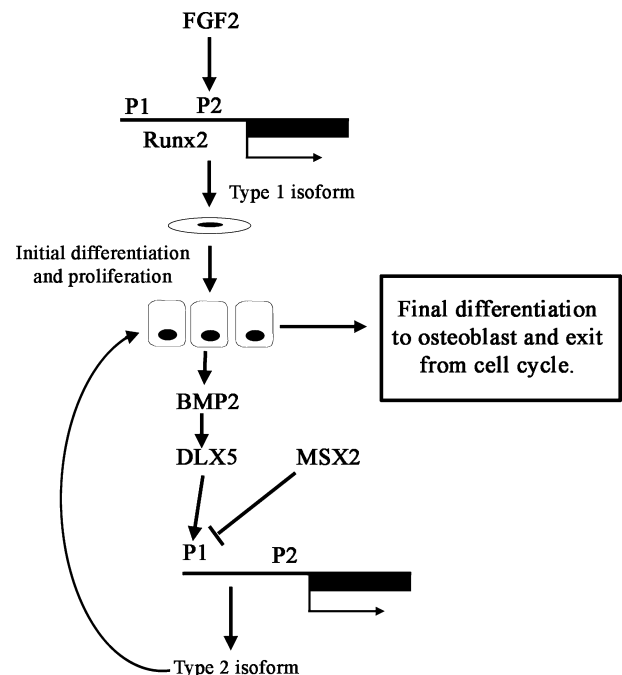 FGF2
P1 P2
Runx2
Type 1 isoform
Initial differentiation
and proliferation
Final differentiation
to osteoblast and exit
from cell cycle.
BMP2
DLX5 MSX2
P1 P2
Type 2 isoform